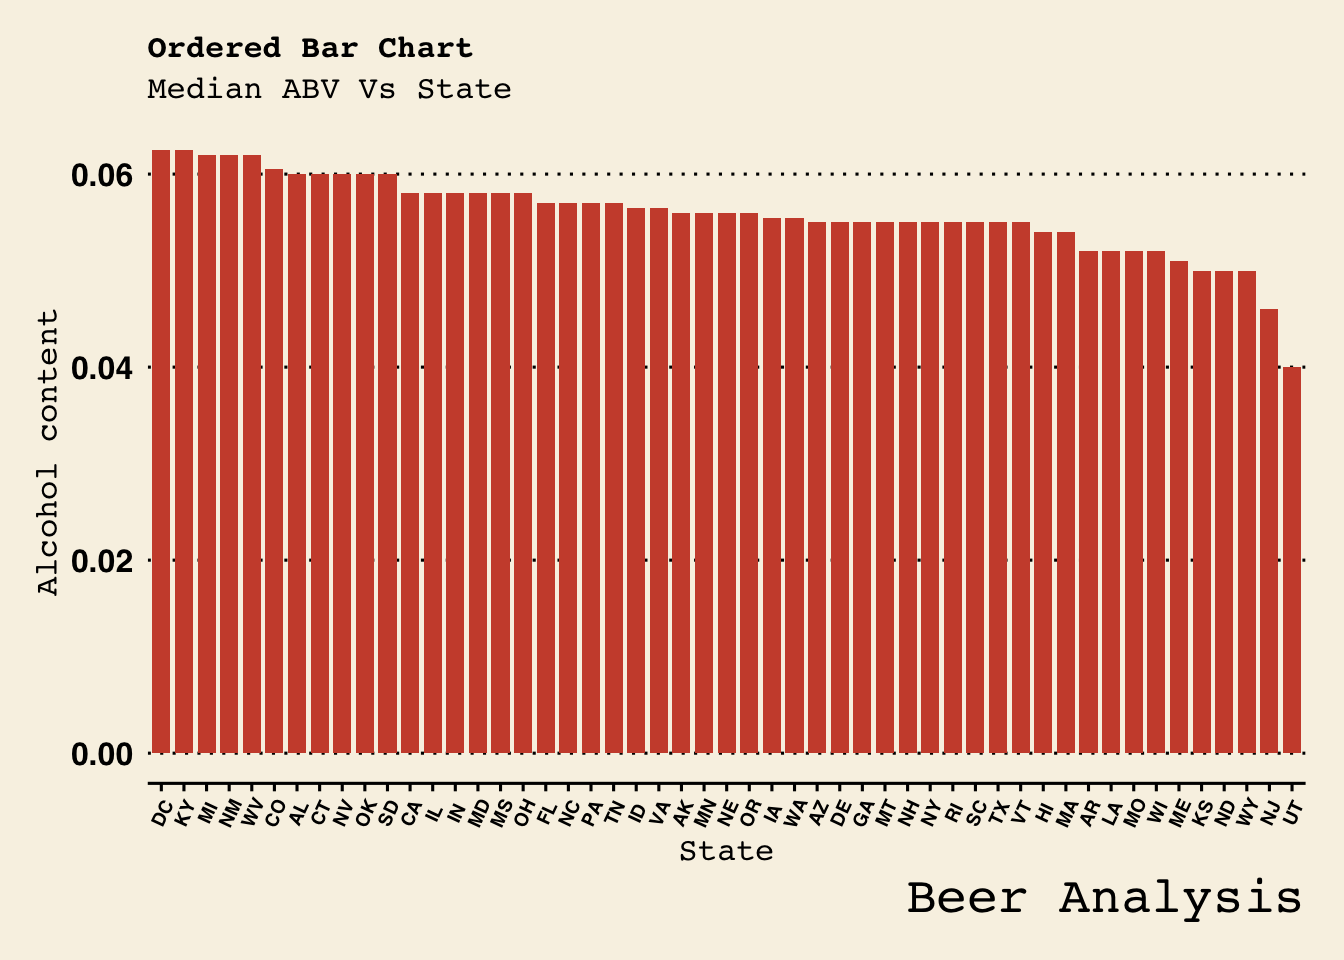 Ordered Bar Chart
Median ABV Vs State
Alcohol content
0.06
0.04
0.02
0.00
DC KY MI NM WV CO AL CT NV OK SD CA IL IN MD MS OH FL NC PA TN ID VA AK MN NE OR IA WA AZ DE GA MT NH NY RI SC TX VT HI MA AR LA MO WI ME KS ND WY NJ UT
State
Beer Analysis